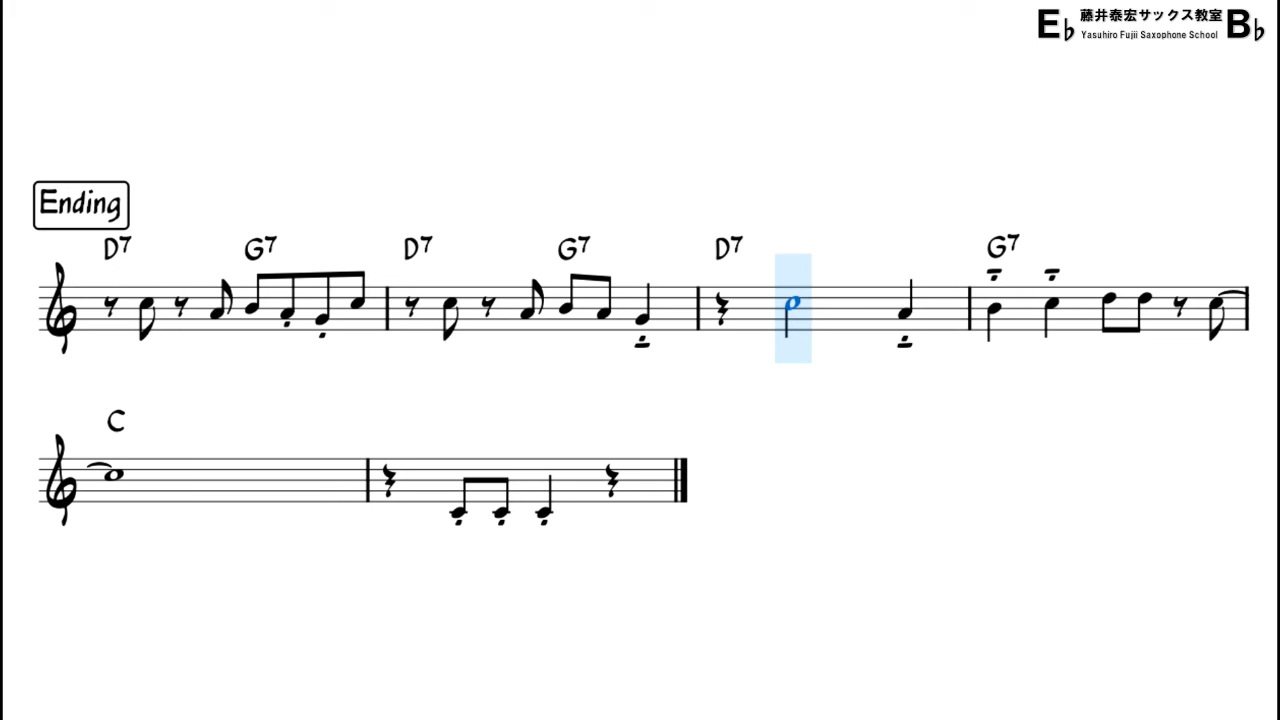 E♭ 藤井泰宏サックス教室 B♭
Yasuhiro Fujii Saxophone School
Ending
D7 G7 D7 G7 D7 G7
C